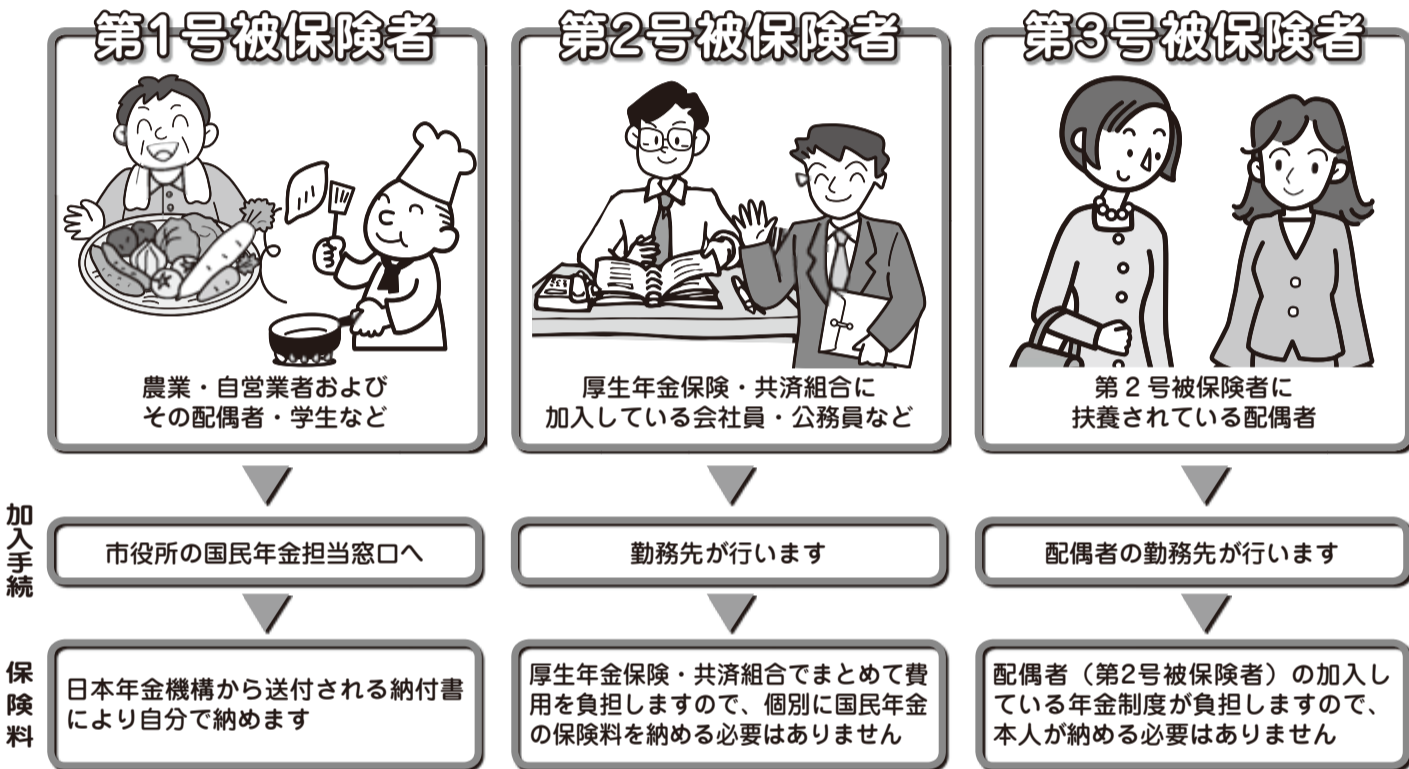 第1号被保険者
農業・自営業者および
その配偶者・学生など
第2号被保険者
厚生年金保険・共済組合に
加入している会社員・公務員など
第3号被保険者
第2号被保険者に
扶養されている配偶者
加入手続
市役所の国民年金担当窓口へ
勤務先が行います
配偶者の勤務先が行います
保険料
日本年金機構から送付される納付書
により自分で納めます
厚生年金保険・共済組合でまとめて費
用を負担しますので、個別に国民年金
の保険料を納める必要はありません
配偶者（第2号被保険者）の加入し
ている年金制度が負担しますので、
本人が納める必要はありません